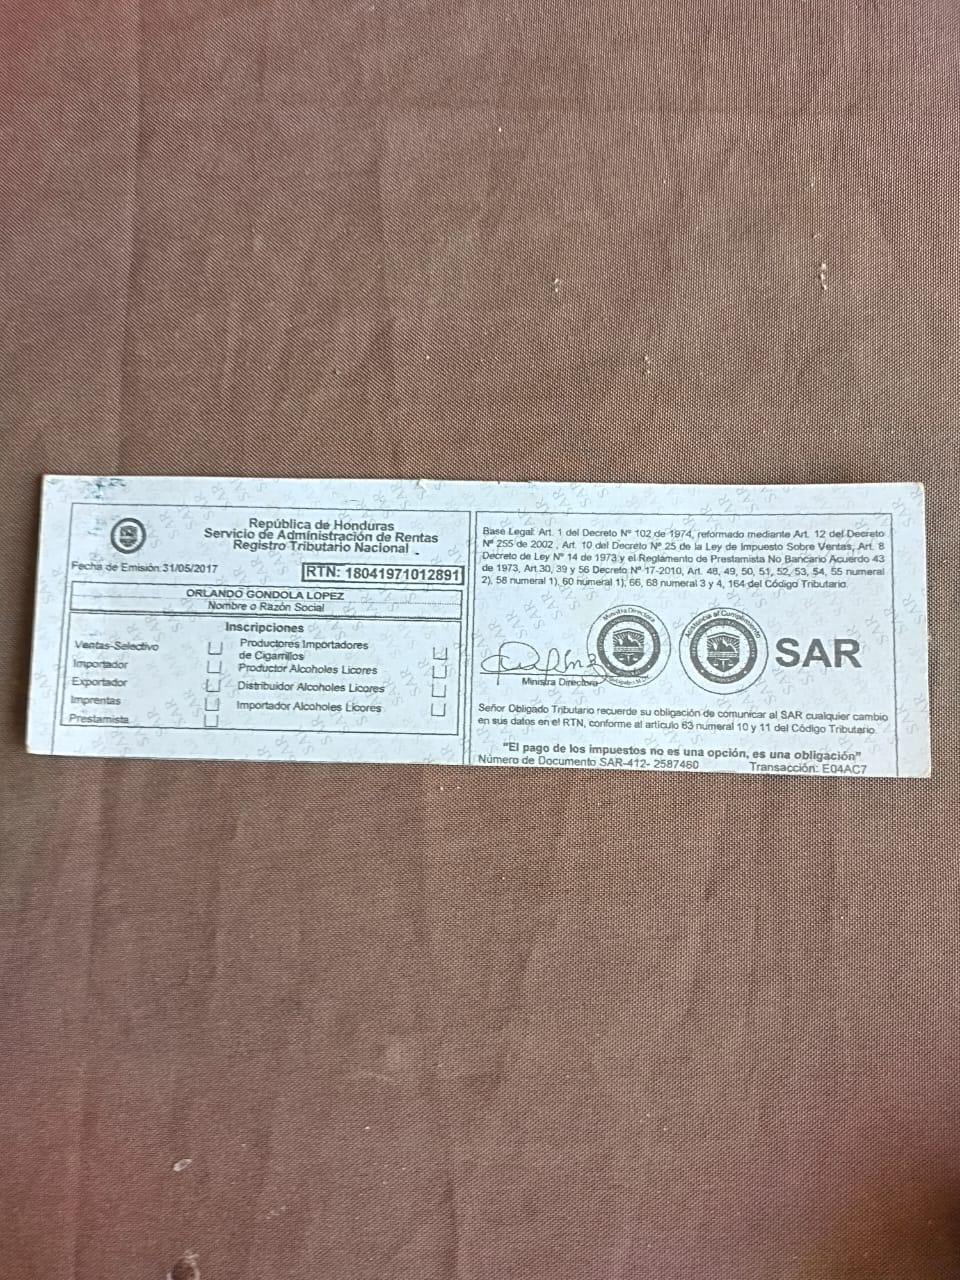 República de Honduras
Servicio de Administración de Rentas
Registro Tributario Nacional
Fecha de Emisión 31/05/2017
RTN: 18041971012891
ORLANDO GONDOLA LOPEZ
Nombre o Razón Social
Inscripciones
Ventas-Selectivo
Importador
Exportador
Imprentas
Prestamista
Productores Importadores
de Cigarrillos
Productor Alcoholes Licores
Distribuidor Alcoholes Licores
Importador Alcoholes Licores
Base Legal: Art. 1 del Decreto Nº 102 de 1974, reformado mediante Art. 12 del Decreto
Nº 255 de 2002 , Art. 10 del Decreto Nº 25 de la Ley de Impuesto Sobre Ventas, Art. 8
Decreto de Ley Nº 14 de 1973 y el Reglamento de Prestamista No Bancario Acuerdo 43
de 1973, Art.30, 39 y 56 Decreto Nº 17-2010, Art. 48, 49, 50, 51, 52, 53, 54, 55 numeral
2), 58 numeral 1), 60 numeral 1), 66, 68 numeral 3 y 4, 164 del Código Tributario.
Ministra Directora
Asistencia al Cumplimiento
SAR
Ministra Directora
Señor Obligado Tributario recuerde su obligación de comunicar al SAR cualquier cambio
en sus datos en el RTN, conforme al artículo 63 numeral 10 y 11 del Código Tributario.
"El pago de los impuestos no es una opción, es una obligación"
Número de Documento SAR-412- 2587460 Transacción: E04AC7